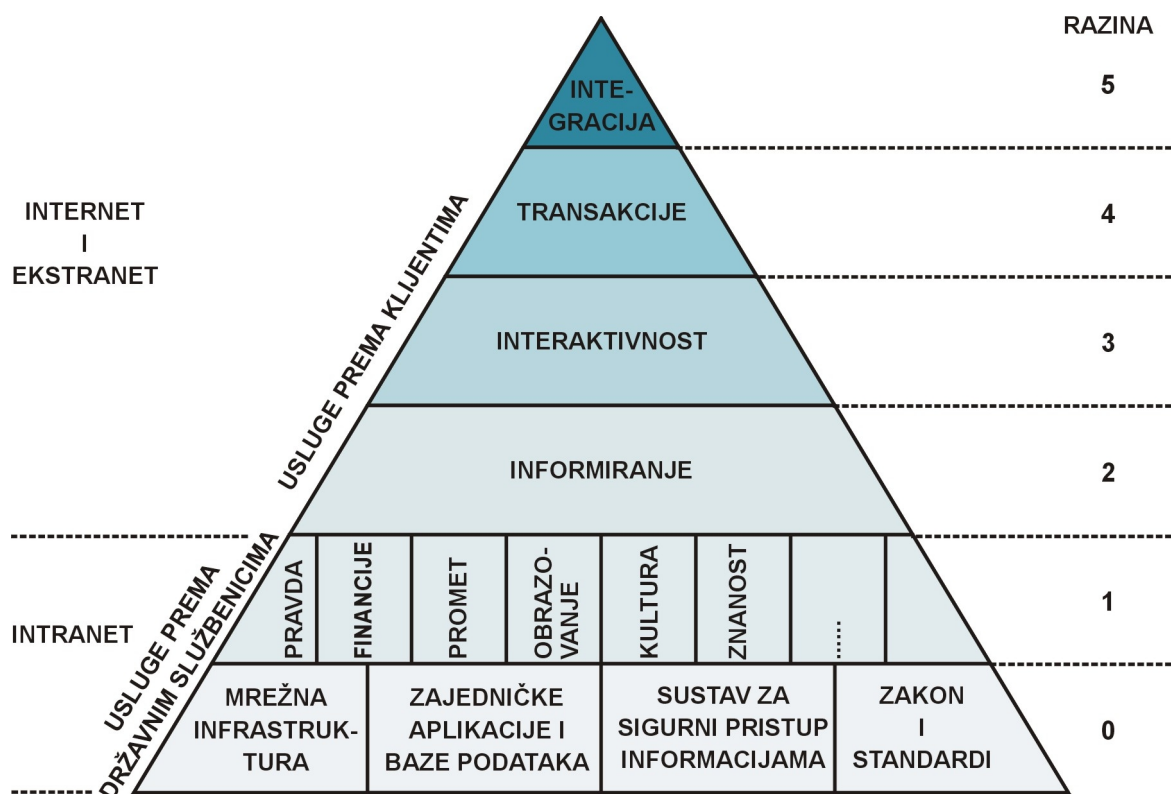 RAZINA
5
INTE-
GRACIJA
4
TRANSAKCIJE
INTERNET
I
EKSTRANET
USLUGE PREMA KLIJENTIMA
3
INTERAKTIVNOST
2
INFORMIRANJE
INTRANET
USLUGE PREMA
DRŽAVNIM SLUŽBENICIMA
PRAVDA
FINANCIJE
PROMET
OBRAZO-
VANJE
KULTURA
ZNANOST
......
1
MREŽNA
INFRASTRUK-
TURA
ZAJEDNIČKE
APLIKACIJE I
BAZE PODATAKA
SUSTAV ZA
SIGURNI PRISTUP
INFORMACIJAMA
ZAKON
I
STANDARDI
0